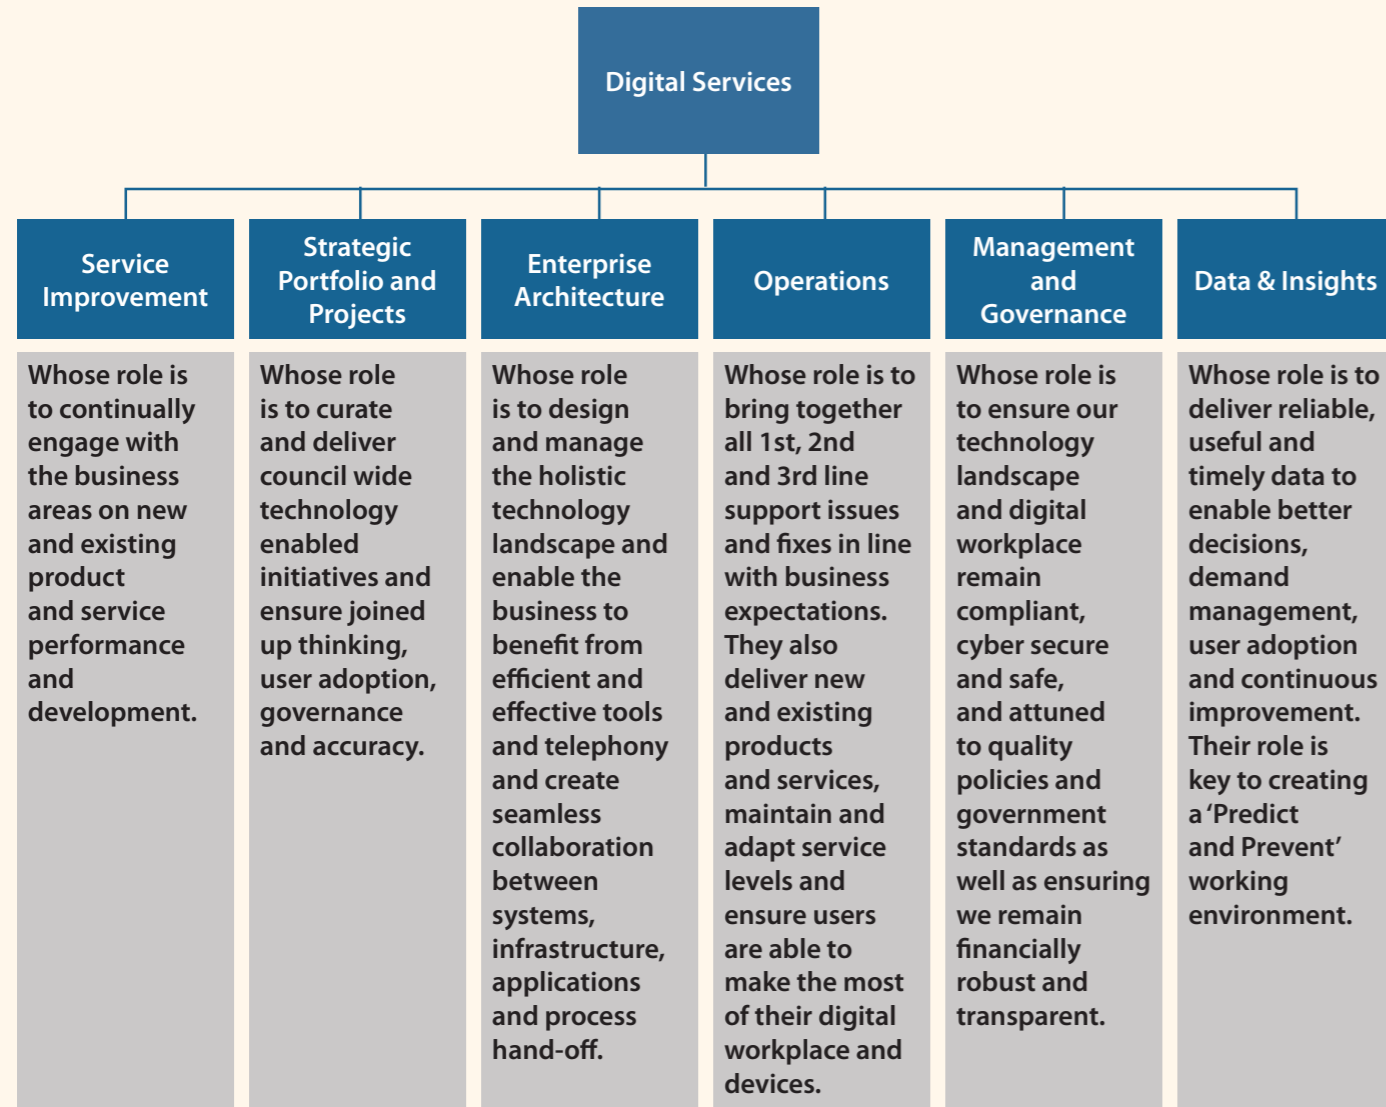 Digital Services
Service
Improvement
Strategic
Portfolio and
Projects
Enterprise
Architecture
Operations
Management
and
Governance
Data & Insights
Whose role is
to continually
engage with
the business
areas on new
and existing
product
and service
performance
and
development.
Whose role
is to curate
and deliver
council wide
technology
enabled
initiatives and
ensure joined
up thinking,
user adoption,
governance
and accuracy.
Whose role
is to design
and manage
the holistic
technology
landscape and
enable the
business to
benefit from
efficient and
effective tools
and telephony
and create
seamless
collaboration
between
systems,
infrastructure,
applications
and process
hand-off.
Whose role is to
bring together
all 1st, 2nd
and 3rd line
support issues
and fixes in line
with business
expectations.
They also
deliver new
and existing
products
and services,
maintain and
adapt service
levels and
ensure users
are able to
make the most
of their digital
workplace and
devices.
Whose role is
to ensure our
technology
landscape
and digital
workplace
remain
compliant,
cyber secure
and safe,
and attuned
to quality
policies and
government
standards as
well as ensuring
we remain
financially
robust and
transparent.
Whose role is to
deliver reliable,
useful and
timely data to
enable better
decisions,
demand
management,
user adoption
and continuous
improvement.
Their role is
key to creating
a ‘Predict
and Prevent’
working
environment.